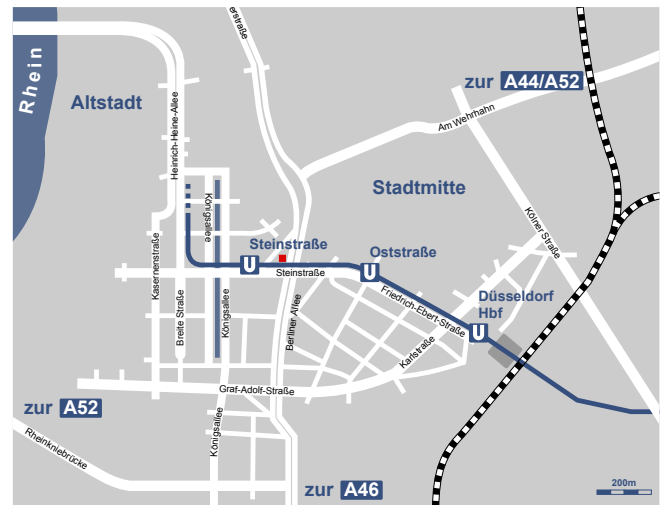 erstraße
Rhein
Altstadt
zur A44/A52
Am Wehrhahn
Heinrich-Heine-Allee
Stadtmitte
Königsallee
Kölner Straße
Kasernenstraße
Steinstraße
Oststraße
U
U
Steinstraße
Breite Straße
Königsallee
Berliner Allee
Friedrich-Ebert-Straße
Düsseldorf
Hbf
U
Karlstraße
Graf-Adolf-Straße
zur A52
Königsallee
Rheinkniebrücke
zur A46
200m